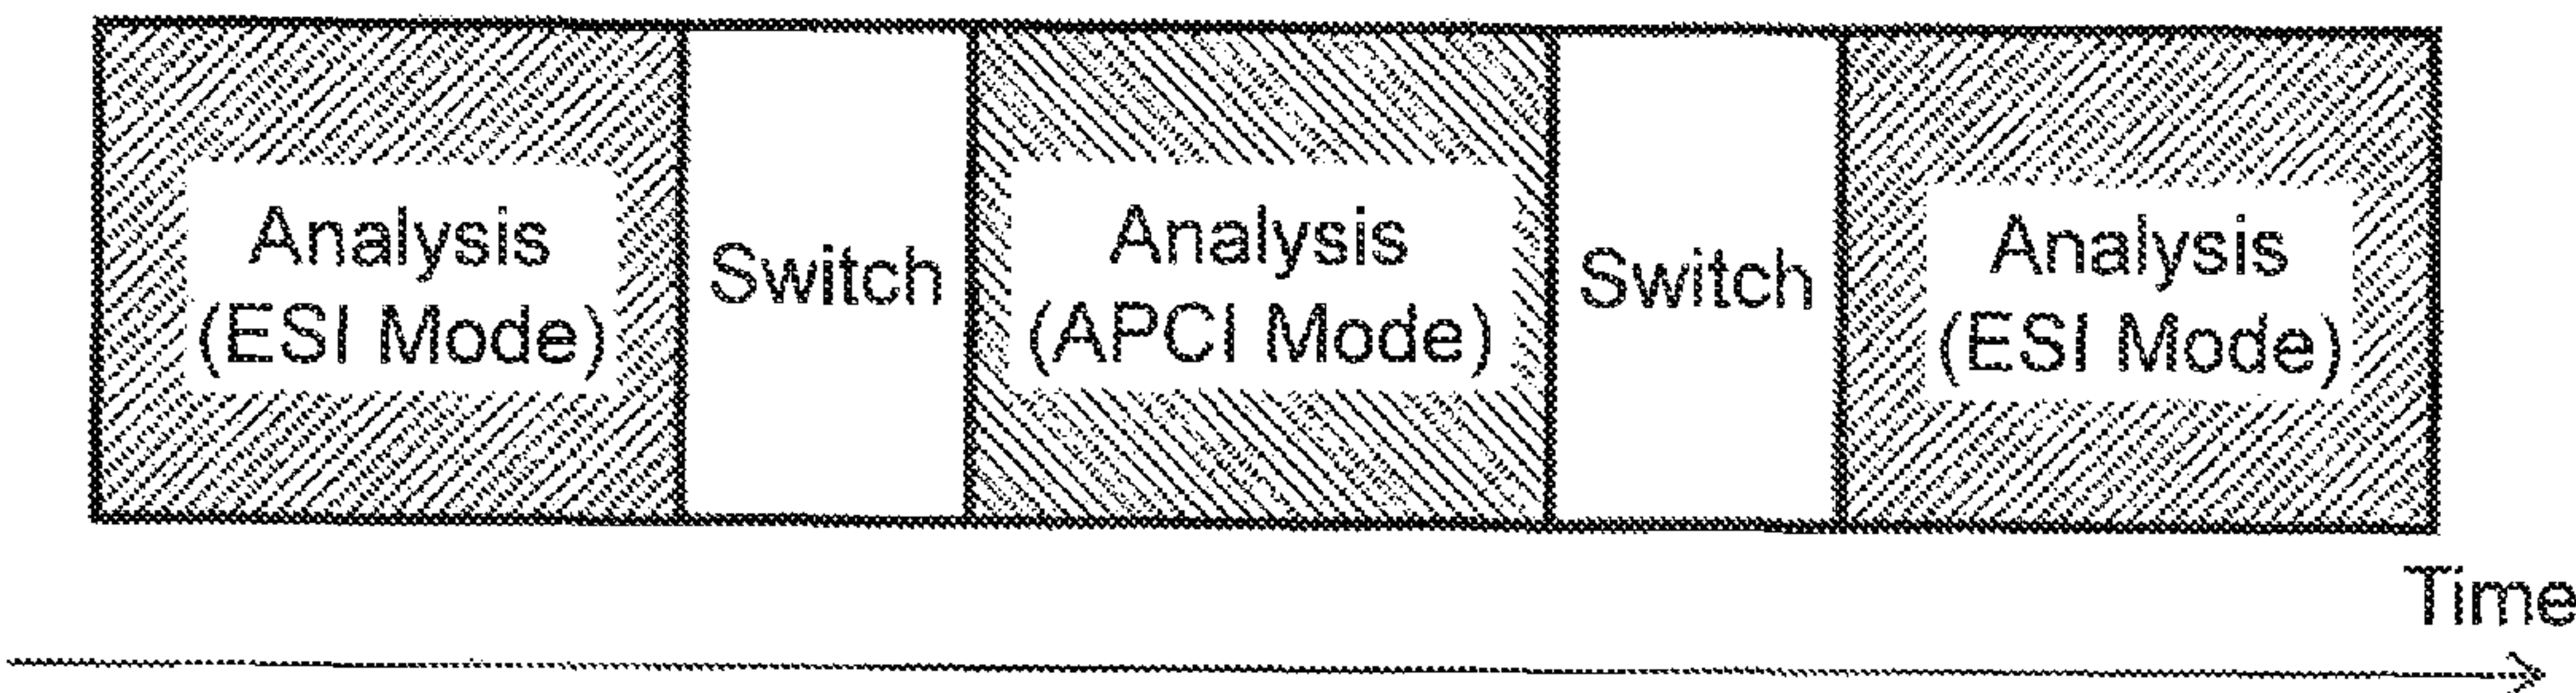 Analysis
(ESI Mode)
Switch
Analysis
(APCI Mode)
Switch
Analysis
(ESI Mode)
Time